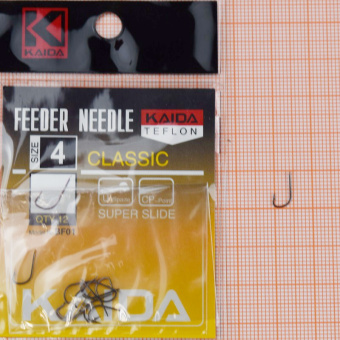 KAIDA
FEEDER NEEDLE
KAIDA
TEFLON
SIZE
4
CLASSIC
SUPER SLIDE
KAIDA